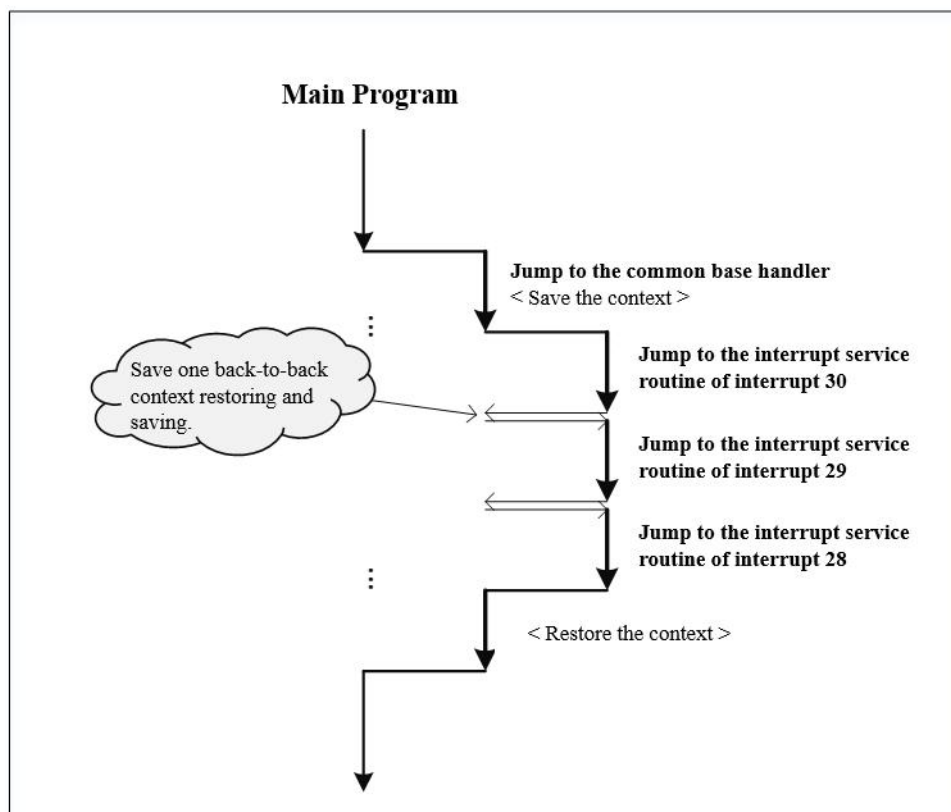 Main Program
Jump to the common base handler
< Save the context >
Save one back-to-back
context restoring and
saving.
Jump to the interrupt service
routine of interrupt 30
Jump to the interrupt service
routine of interrupt 29
Jump to the interrupt service
routine of interrupt 28
< Restore the context >